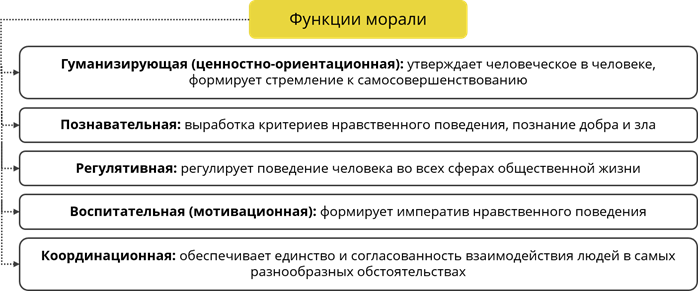 Функции морали
Гуманизирующая (ценностно-ориентационная): утверждает человеческое в человеке,
формирует стремление к самосовершенствованию
Познавательная: выработка критериев нравственного поведения, познание добра и зла
Регулятивная: регулирует поведение человека во всех сферах общественной жизни
Воспитательная (мотивационная): формирует императив нравственного поведения
Координационная: обеспечивает единство и согласованность взаимодействия людей в самых
разнообразных обстоятельствах